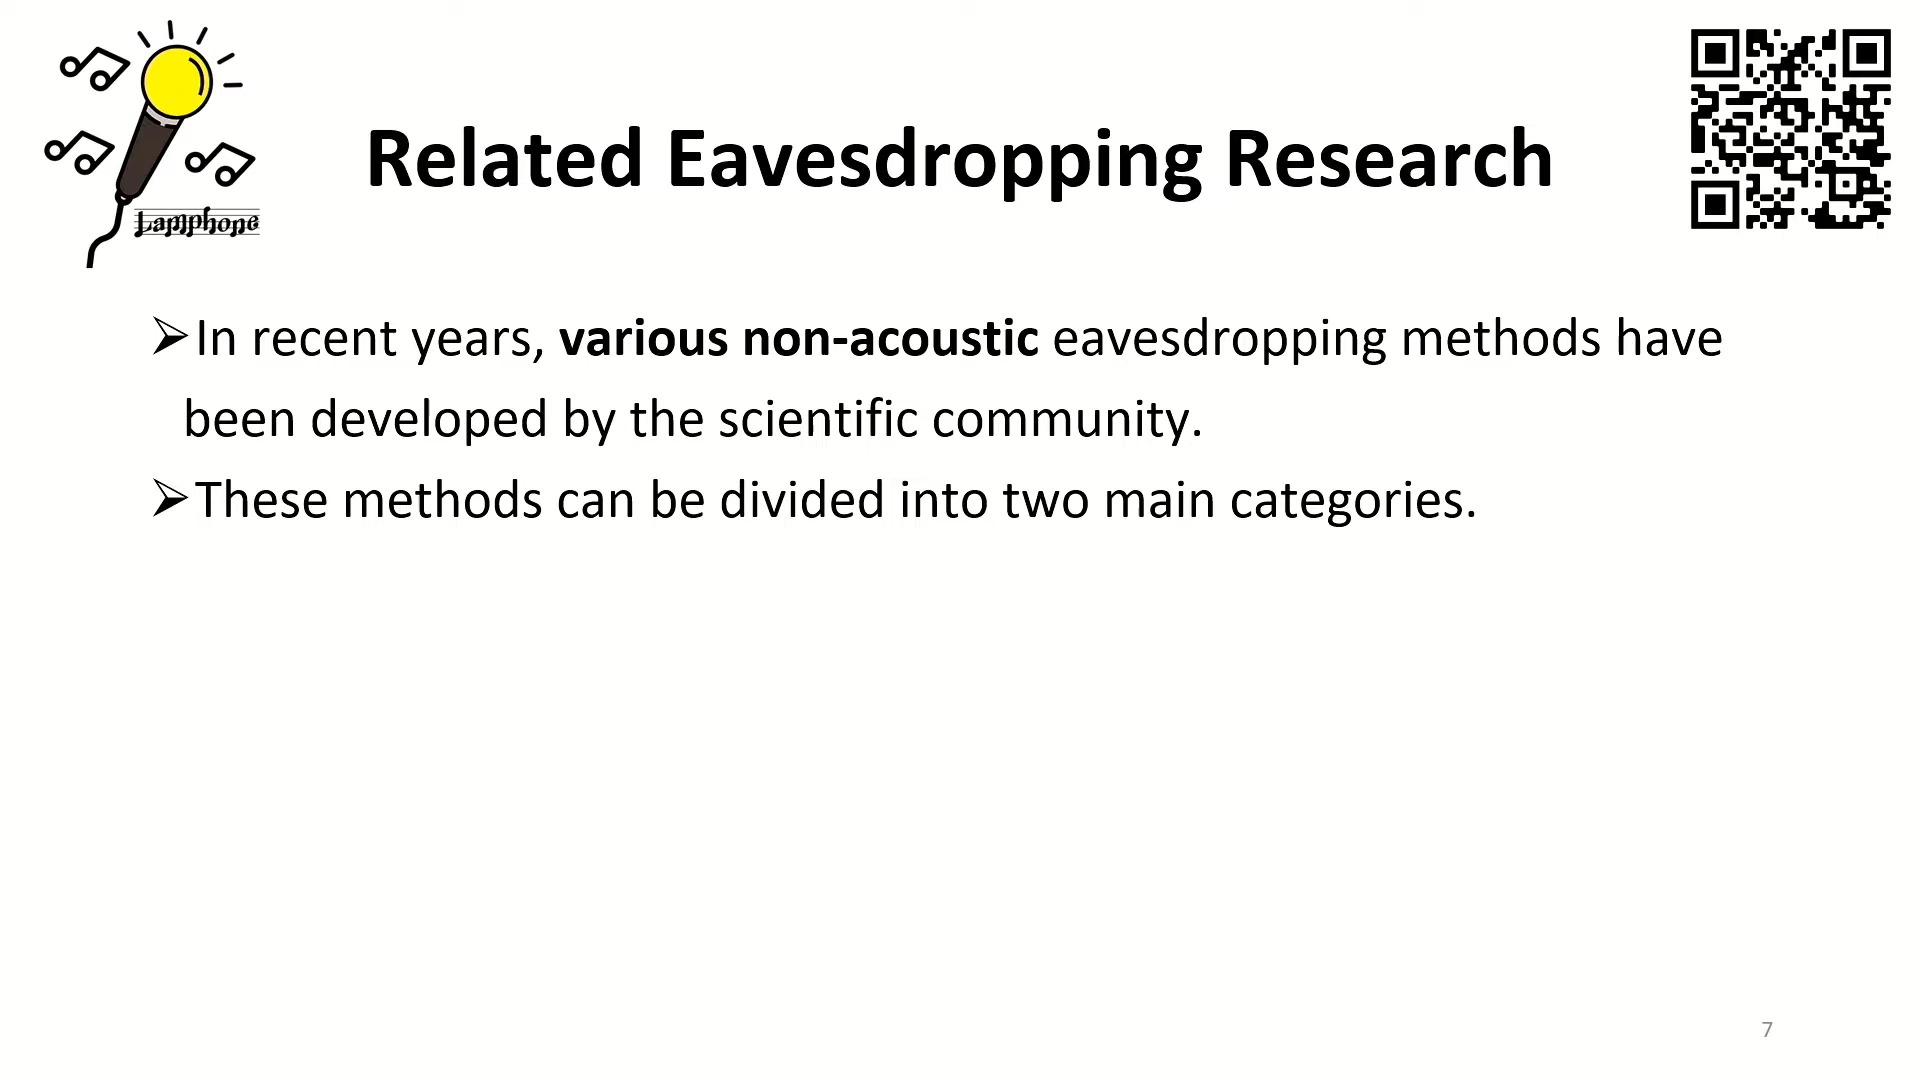 Lamphone
Related Eavesdropping Research
➢In recent years, various non-acoustic eavesdropping methods have
been developed by the scientific community.
➢These methods can be divided into two main categories.
7